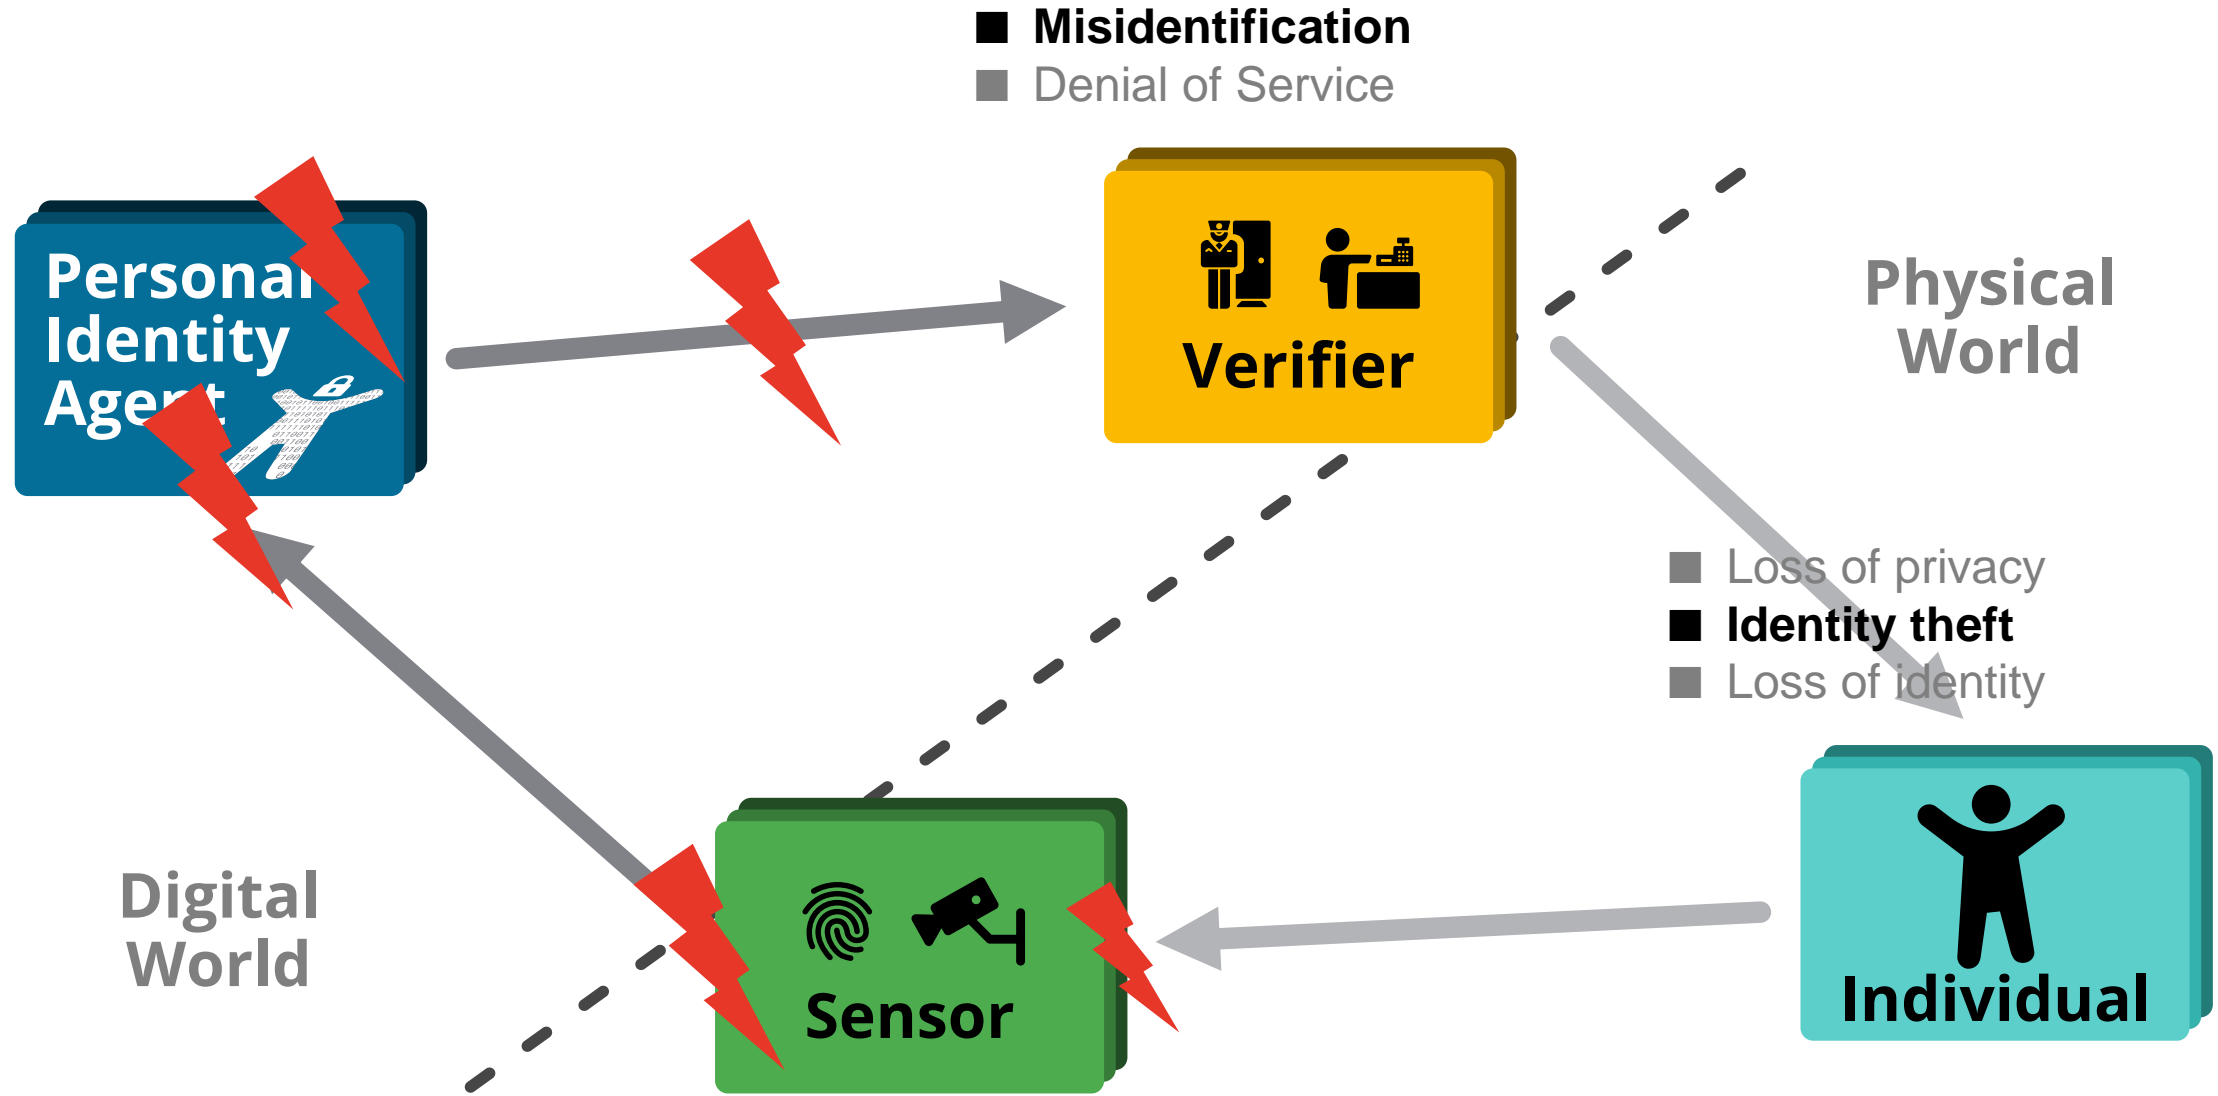 Misidentification
Denial of Service
Personal
Identity
Agent
Verifier
Physical
World
Loss of privacy
Identity theft
Loss of identity
Digital
World
Sensor
Individual